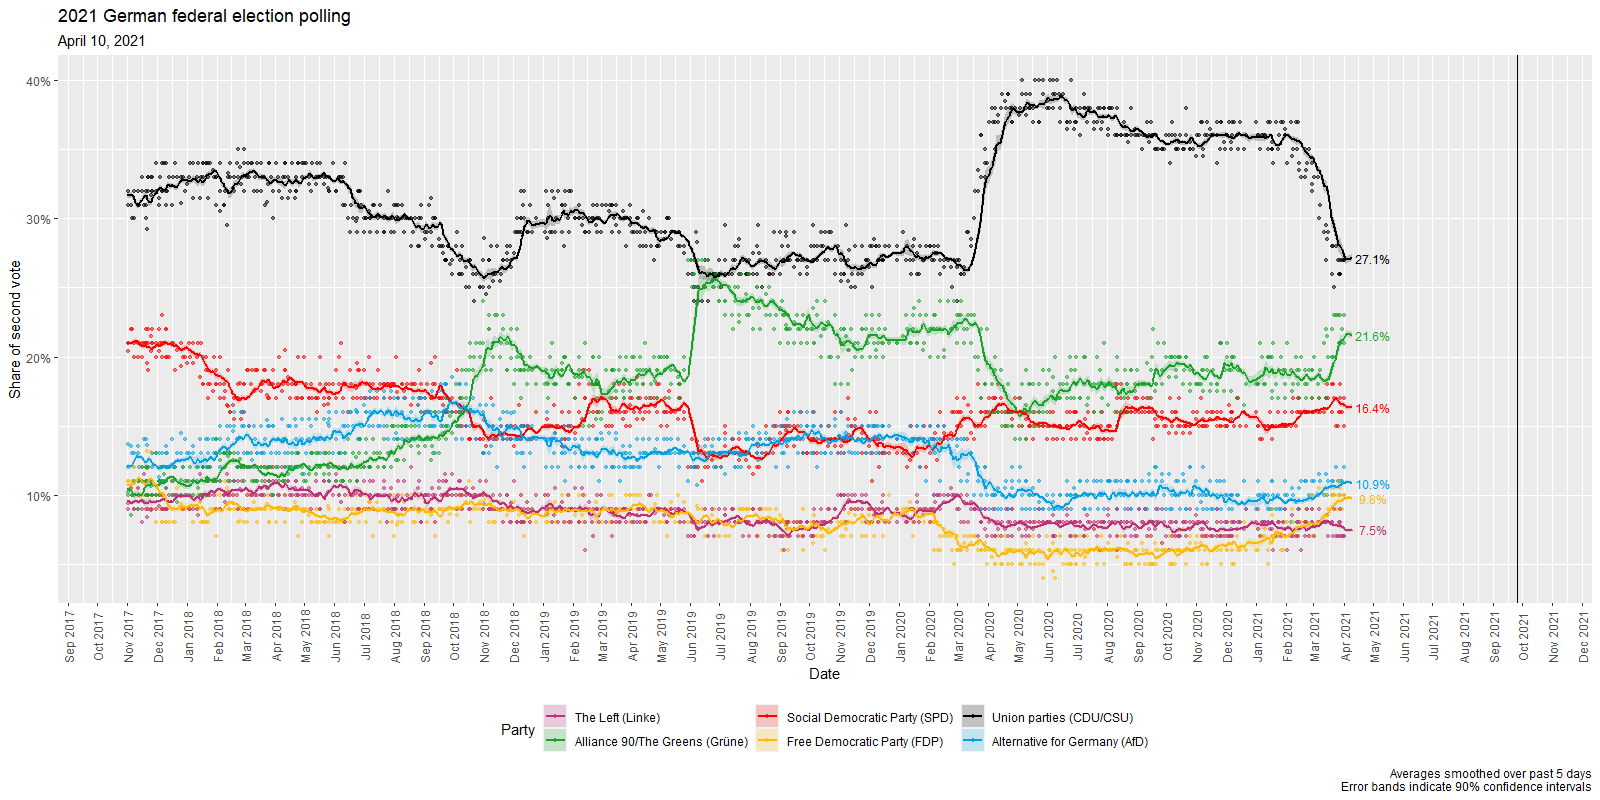 2021 German federal election polling
April 10, 2021
40%
30%
20%
10%
Share of second vote
27.1%
21.6%
16.4%
10.9%
9.8%
7.5%
Sep 2017
Oct 2017
Nov 2017
Dec 2017
Jan 2018
Feb 2018
Mar 2018
Apr 2018
May 2018
Jun 2018
Jul 2018
Aug 2018
Sep 2018
Oct 2018
Nov 2018
Dec 2018
Jan 2019
Feb 2019
Mar 2019
Apr 2019
May 2019
Jun 2019
Jul 2019
Aug 2019
Sep 2019
Oct 2019
Nov 2019
Dec 2019
Jan 2020
Feb 2020
Mar 2020
Apr 2020
May 2020
Jun 2020
Jul 2020
Aug 2020
Sep 2020
Oct 2020
Nov 2020
Dec 2020
Jan 2021
Feb 2021
Mar 2021
Apr 2021
May 2021
Jun 2021
Jul 2021
Aug 2021
Sep 2021
Oct 2021
Nov 2021
Dec 2021
Date
Party
The Left (Linke)
Social Democratic Party (SPD)
Union parties (CDU/CSU)
Alliance 90/The Greens (Grüne)
Free Democratic Party (FDP)
Alternative for Germany (AfD)
Averages smoothed over past 5 days
Error bands indicate 90% confidence intervals